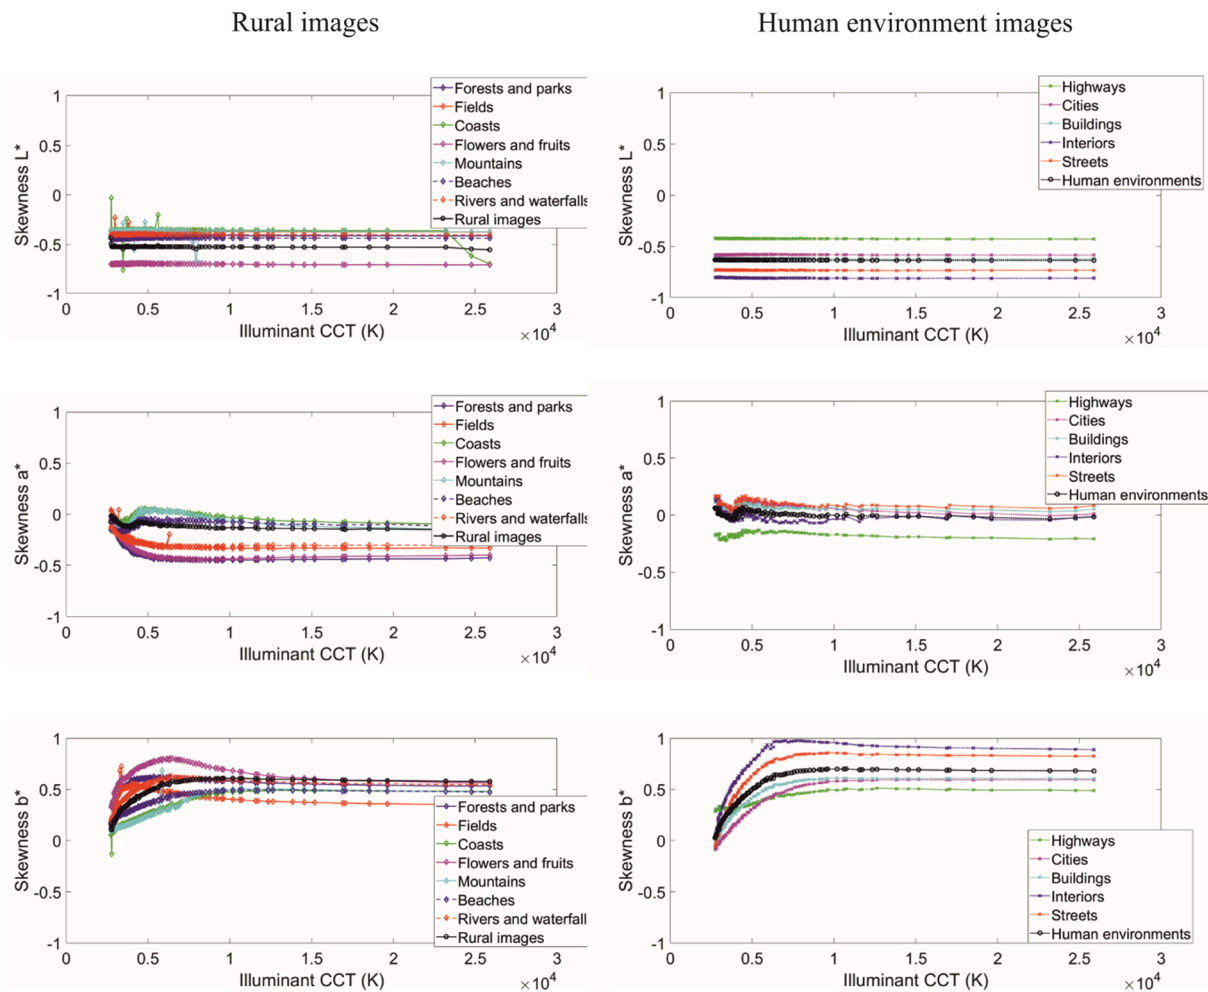 Rural images
Human environment images
Skewness L*
1
0.5
0
-0.5
-1
0
0.5
1
1.5
2
2.5
3
×10⁴
Illuminant CCT (K)
Forests and parks
Fields
Coasts
Flowers and fruits
Mountains
Beaches
Rivers and waterfalls
Rural images
Skewness L*
1
0.5
0
-0.5
-1
0
0.5
1
1.5
2
2.5
3
×10⁴
Illuminant CCT (K)
Highways
Cities
Buildings
Interiors
Streets
Human environments
Skewness a*
1
0.5
0
-0.5
-1
0
0.5
1
1.5
2
2.5
3
×10⁴
Illuminant CCT (K)
Forests and parks
Fields
Coasts
Flowers and fruits
Mountains
Beaches
Rivers and waterfalls
Rural images
Skewness a*
1
0.5
0
-0.5
-1
0
0.5
1
1.5
2
2.5
3
×10⁴
Illuminant CCT (K)
Highways
Cities
Buildings
Interiors
Streets
Human environments
Skewness b*
1
0.5
0
-0.5
-1
0
0.5
1
1.5
2
2.5
3
×10⁴
Illuminant CCT (K)
Forests and parks
Fields
Coasts
Flowers and fruits
Mountains
Beaches
Rivers and waterfall
Rural images
Skewness b*
1
0.5
0
-0.5
-1
0
0.5
1
1.5
2
2.5
3
×10⁴
Illuminant CCT (K)
Highways
Cities
Buildings
Interiors
Streets
Human environments